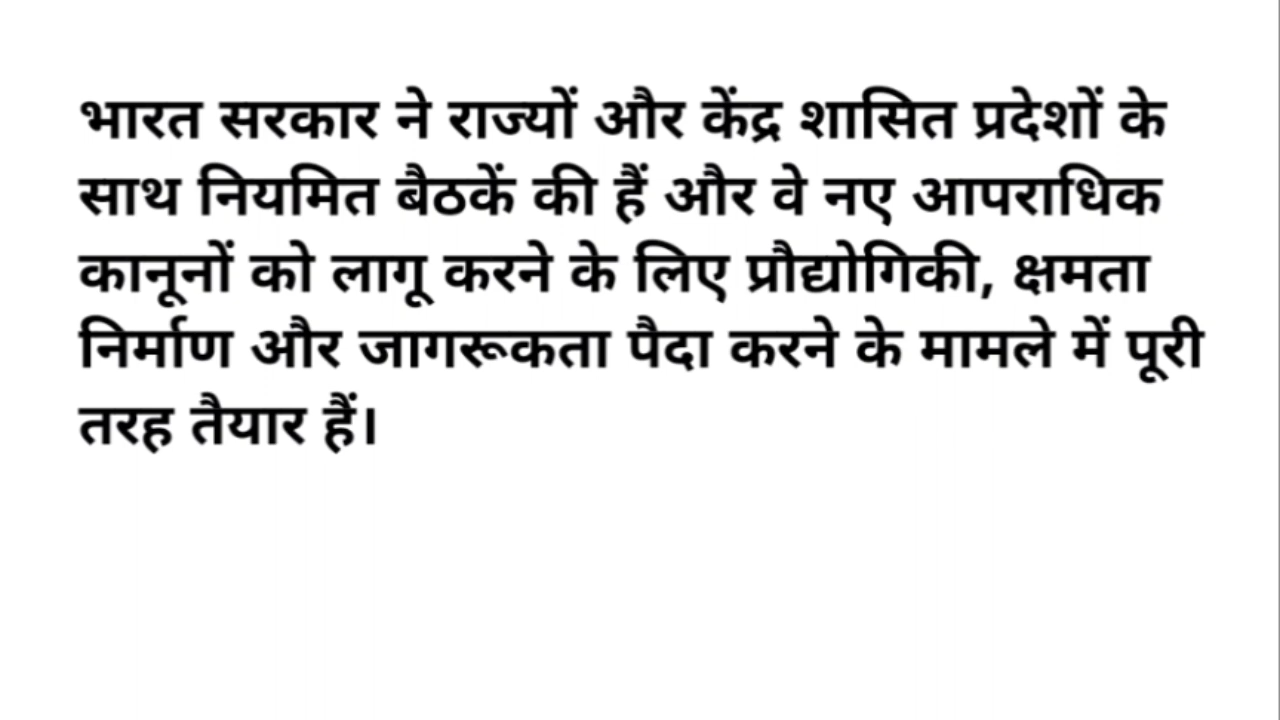 भारत सरकार ने राज्यों और केंद्र शासित प्रदेशों के
साथ नियमित बैठकें की हैं और वे नए आपराधिक
कानूनों को लागू करने के लिए प्रौद्योगिकी, क्षमता
निर्माण और जागरूकता पैदा करने के मामले में पूरी
तरह तैयार हैं।